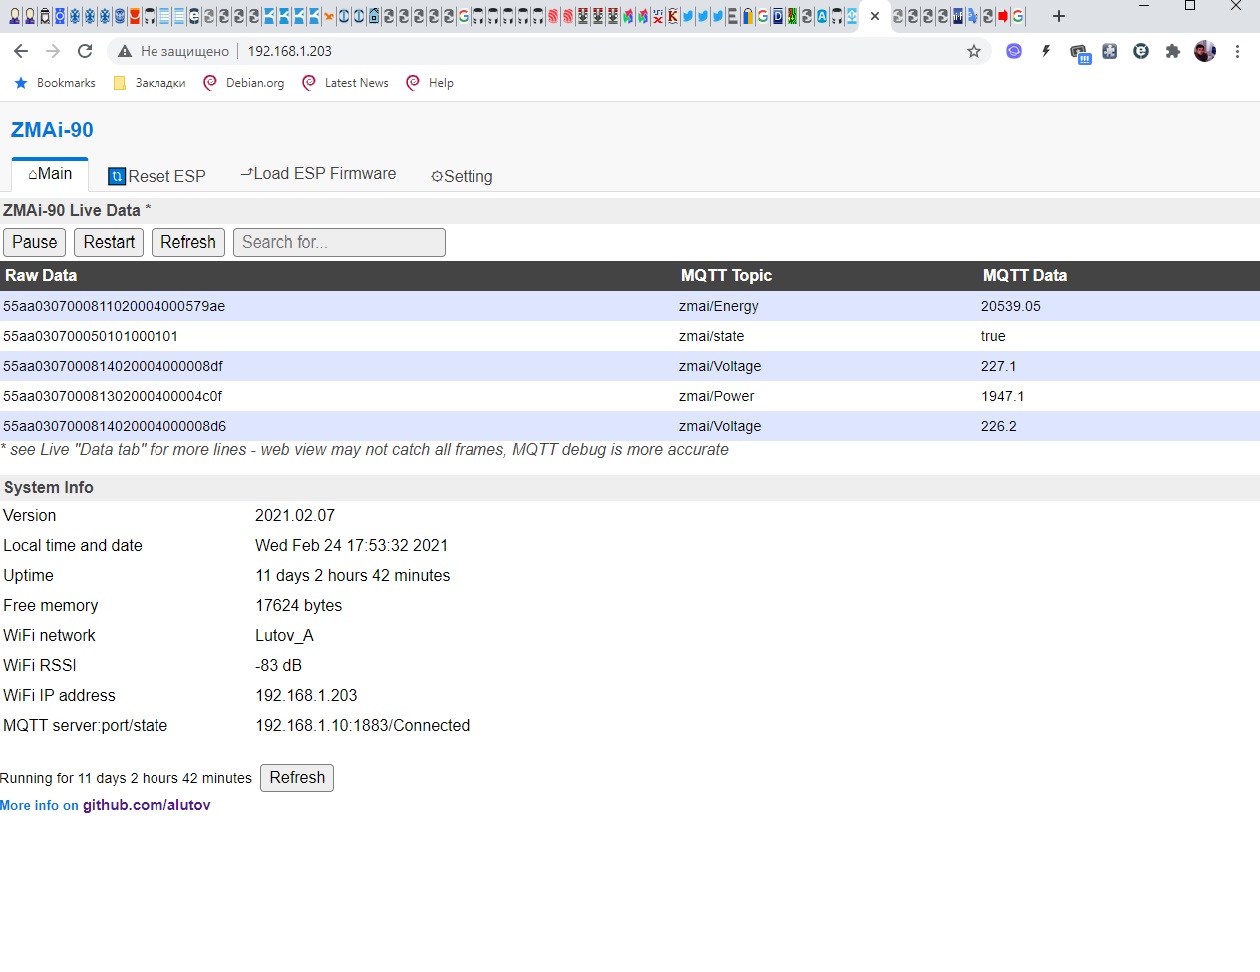 Не защищено 192.168.1.203
Bookmarks Закладки Debian.org Latest News Help
ZMAi-90
Main Reset ESP Load ESP Firmware Setting
ZMAi-90 Live Data *
Pause Restart Refresh Search for...
Raw Data MQTT Topic MQTT Data
55aa0307000811020004000579ae zmai/Energy 20539.05
55aa030700050101000101 zmai/state true
55aa0307000814020004000008df zmai/Voltage 227.1
55aa030700081302000400004c0f zmai/Power 1947.1
55aa0307000814020004000008d6 zmai/Voltage 226.2
* see Live "Data tab" for more lines - web view may not catch all frames, MQTT debug is more accurate
System Info
Version 2021.02.07
Local time and date Wed Feb 24 17:53:32 2021
Uptime 11 days 2 hours 42 minutes
Free memory 17624 bytes
WiFi network Lutov_A
WiFi RSSI -83 dB
WiFi IP address 192.168.1.203
MQTT server:port/state 192.168.1.10:1883/Connected
Running for 11 days 2 hours 42 minutes Refresh
More info on github.com/alutov